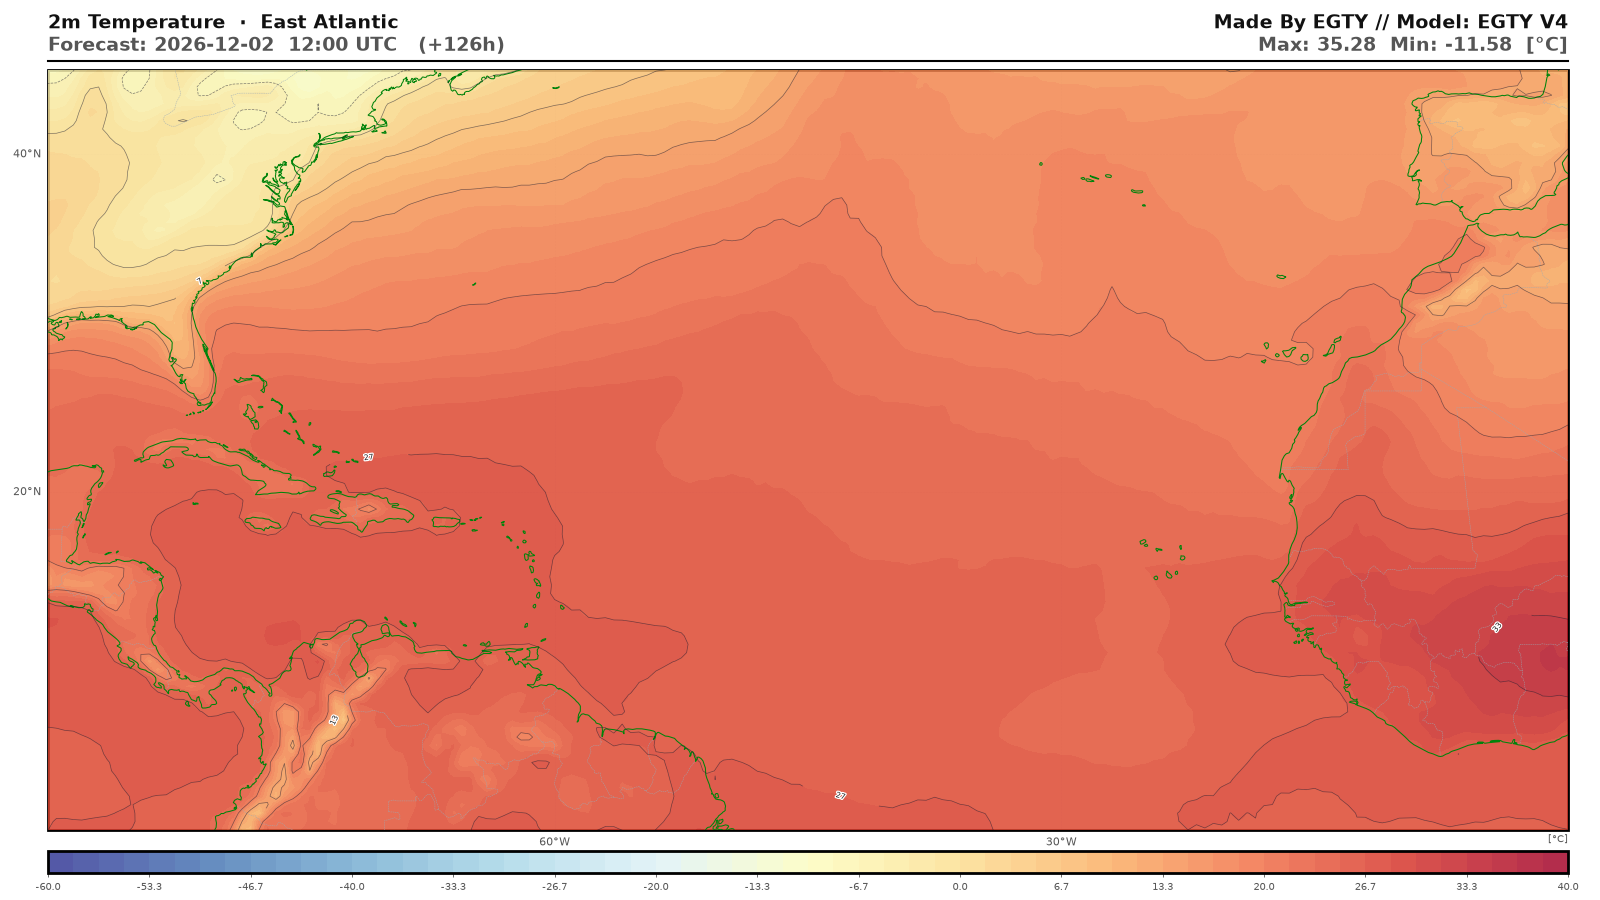 2m Temperature · East Atlantic
Made By EGTY // Model: EGTY V4
Forecast: 2026-12-02 12:00 UTC (+126h)
Max: 35.28 Min: -11.58 [°C]
40°N
7
27
20°N
33
13
27
60°W
30°W
[°C]
-60.0
-53.3
-46.7
-40.0
-33.3
-26.7
-20.0
-13.3
-6.7
0.0
6.7
13.3
20.0
26.7
33.3
40.0